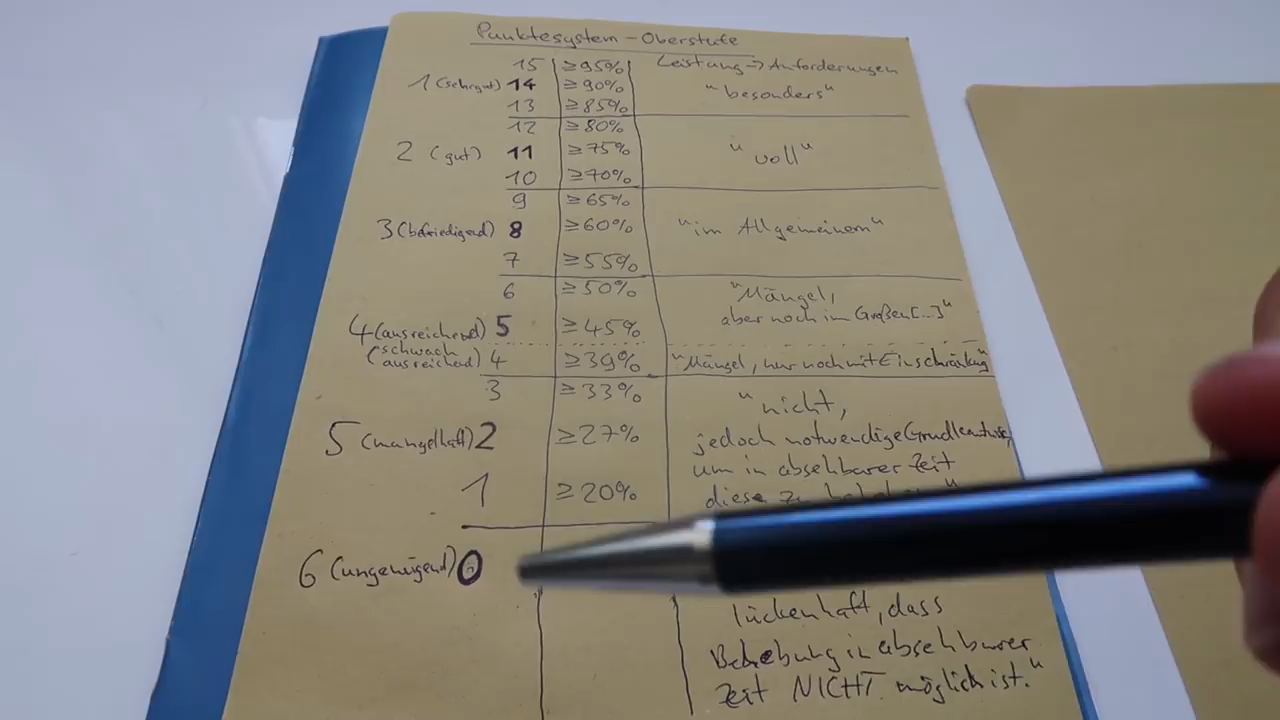 Punktesystem - Oberstufe
15 ≥95% Leistung → Anforderungen
1 (sehr gut) 14 ≥90% "besonders"
13 ≥85%
12 ≥80%
2 (gut) 11 ≥75% "voll"
10 ≥70%
9 ≥65%
3 (befriedigend) 8 ≥60% "im Allgemeinen"
7 ≥55%
6 ≥50% "Mängel,
aber noch im Großen [...]"
4 (ausreichend) 5 ≥45%
(schwach
ausreichend) 4 ≥39% "Mängel, nur noch mit Einschränkung"
3 ≥33% "nicht,
5 (mangelhaft) 2 ≥27% jedoch notwendige Grundkenntnisse,
um in absehbarer Zeit
1 ≥20% diese zu
6 (ungenügend) 0
lückenhaft, dass
Behebung in absehbarer
Zeit NICHT möglich ist."